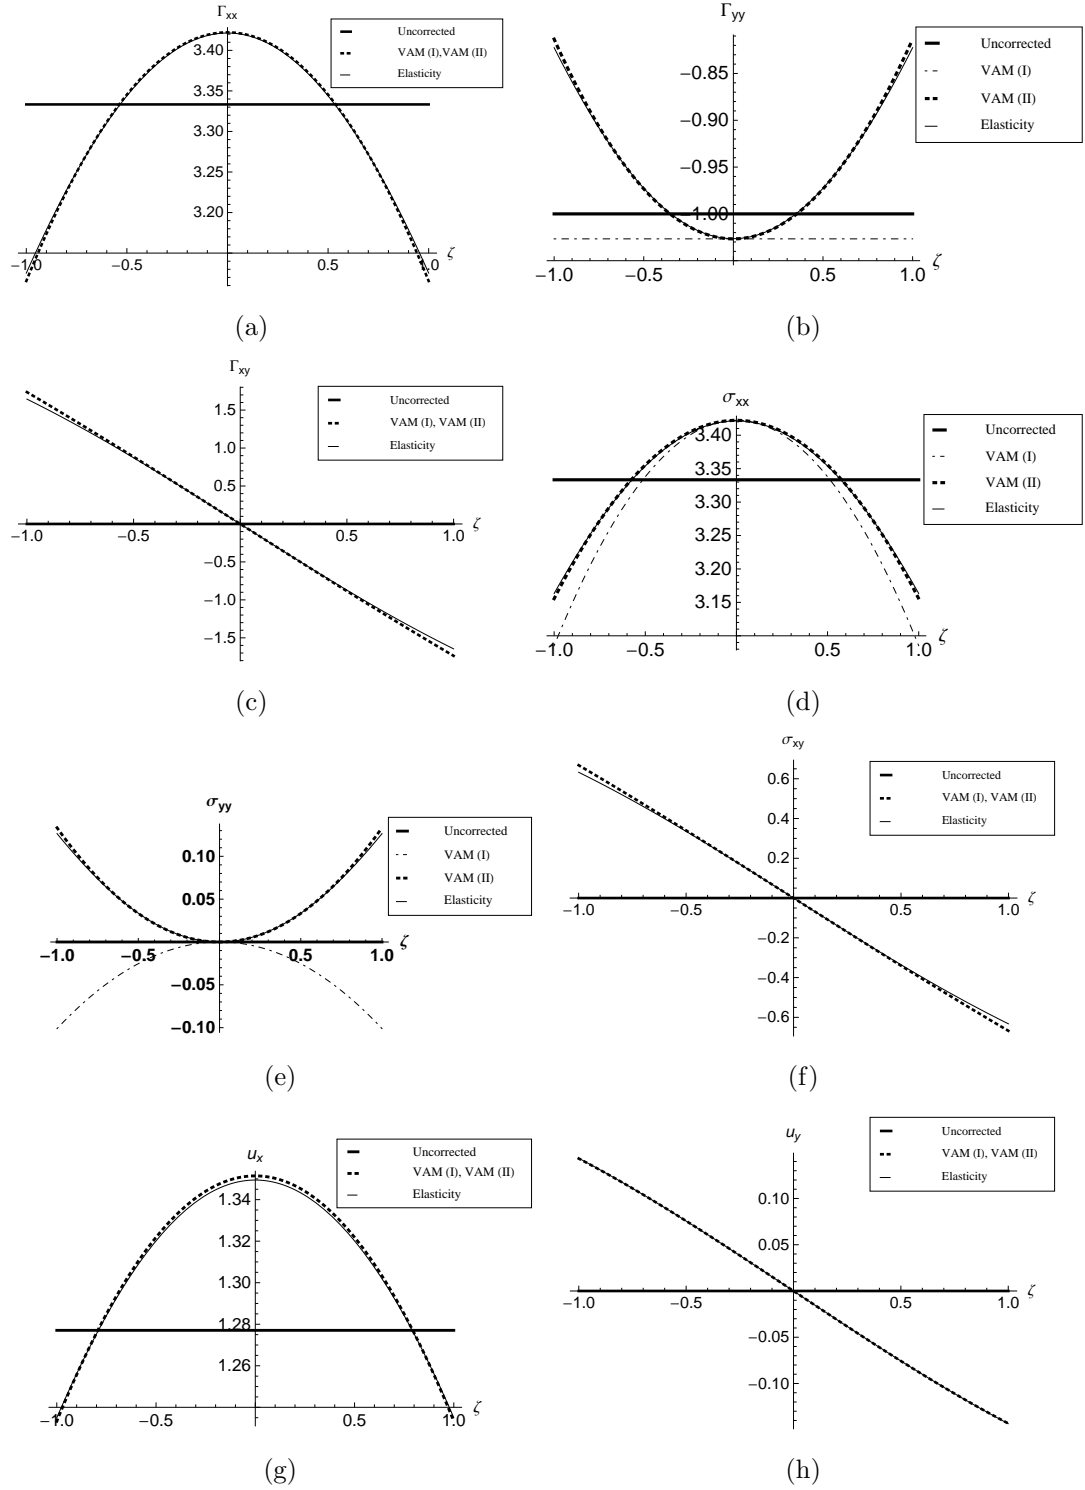 Γxx
3.40
3.35
3.30
3.25
3.20
−1.0 −0.5 0.5 1.0 ζ
Uncorrected
VAM (I),VAM (II)
Elasticity
(a)
Γyy
−0.85
−0.90
−0.95
−1.00
−1.0 −0.5 0.5 1.0 ζ
Uncorrected
VAM (I)
VAM (II)
Elasticity
(b)
Γxy
1.5
1.0
0.5
−1.0 −0.5 0.5 1.0 ζ
−0.5
−1.0
−1.5
Uncorrected
VAM (I), VAM (II)
Elasticity
(c)
σxx
3.40
3.35
3.30
3.25
3.20
3.15
−1.0 −0.5 0.5 1.0 ζ
Uncorrected
VAM (I)
VAM (II)
Elasticity
(d)
σyy
0.10
0.05
−1.0 −0.5 0.5 1.0 ζ
−0.05
−0.10
Uncorrected
VAM (I)
VAM (II)
Elasticity
(e)
σxy
0.6
0.4
0.2
−1.0 −0.5 0.5 1.0 ζ
−0.2
−0.4
−0.6
Uncorrected
VAM (I), VAM (II)
Elasticity
(f)
ux
1.34
1.32
1.30
1.28
1.26
−1.0 −0.5 0.5 1.0 ζ
Uncorrected
VAM (I), VAM (II)
Elasticity
(g)
uy
0.10
0.05
−1.0 −0.5 0.5 1.0 ζ
−0.05
−0.10
Uncorrected
VAM (I), VAM (II)
Elasticity
(h)